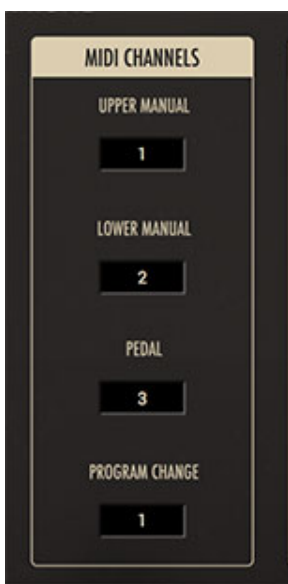 MIDI CHANNELS
UPPER MANUAL
1
LOWER MANUAL
2
PEDAL
3
PROGRAM CHANGE
1